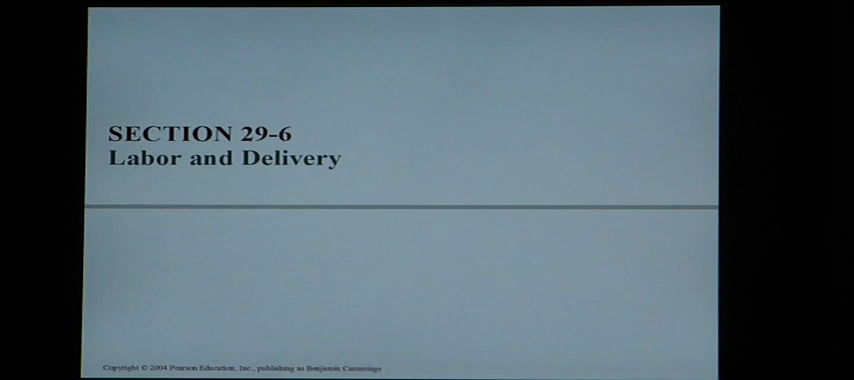 SECTION 29-6
Labor and Delivery
Copyright © 2004 Pearson Education, Inc., publishing as Benjamin Cummings